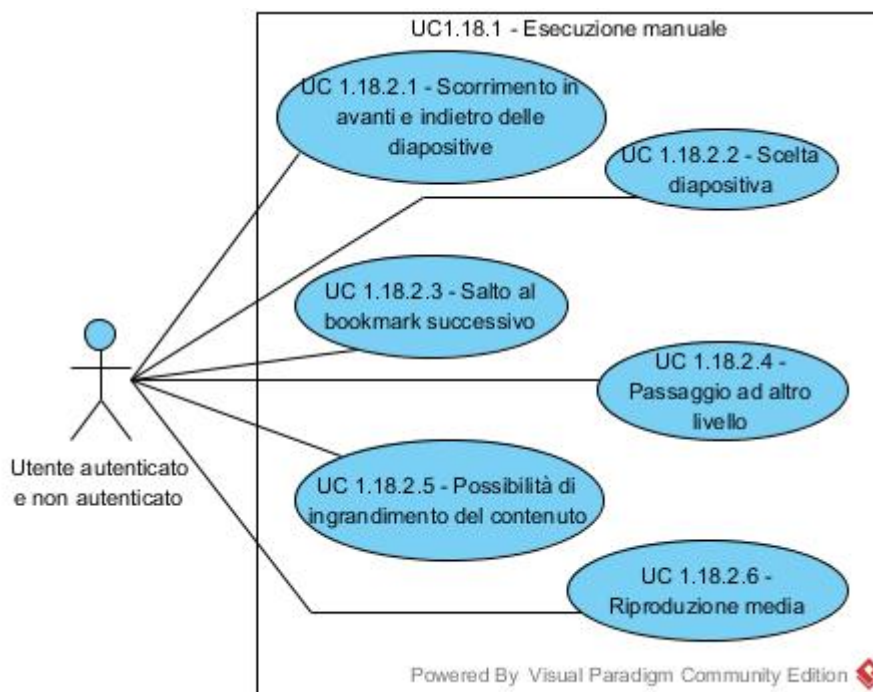 UC1.18.1 - Esecuzione manuale
UC 1.18.2.1 - Scorrimento in
avanti e indietro delle
diapositive
UC 1.18.2.2 - Scelta
diapositiva
UC 1.18.2.3 - Salto al
bookmark successivo
UC 1.18.2.4 -
Passaggio ad altro
livello
Utente autenticato
e non autenticato
UC 1.18.2.5 - Possibilità di
ingrandimento del contenuto
UC 1.18.2.6 -
Riproduzione media
Powered By Visual Paradigm Community Edition